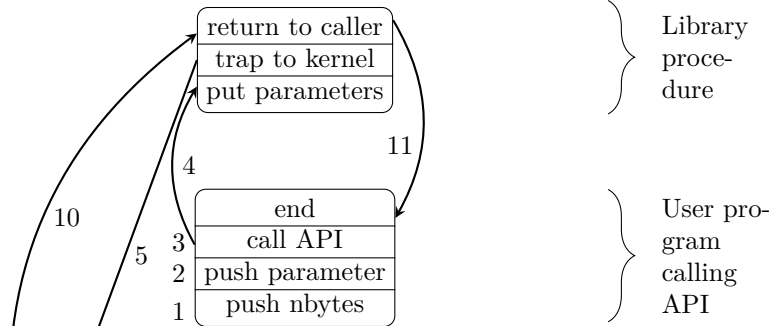 return to caller
trap to kernel
put parameters
Library
proce-
dure
4
11
10
5
end
call API
push parameter
push nbytes
3
2
1
User pro-
gram
calling
API